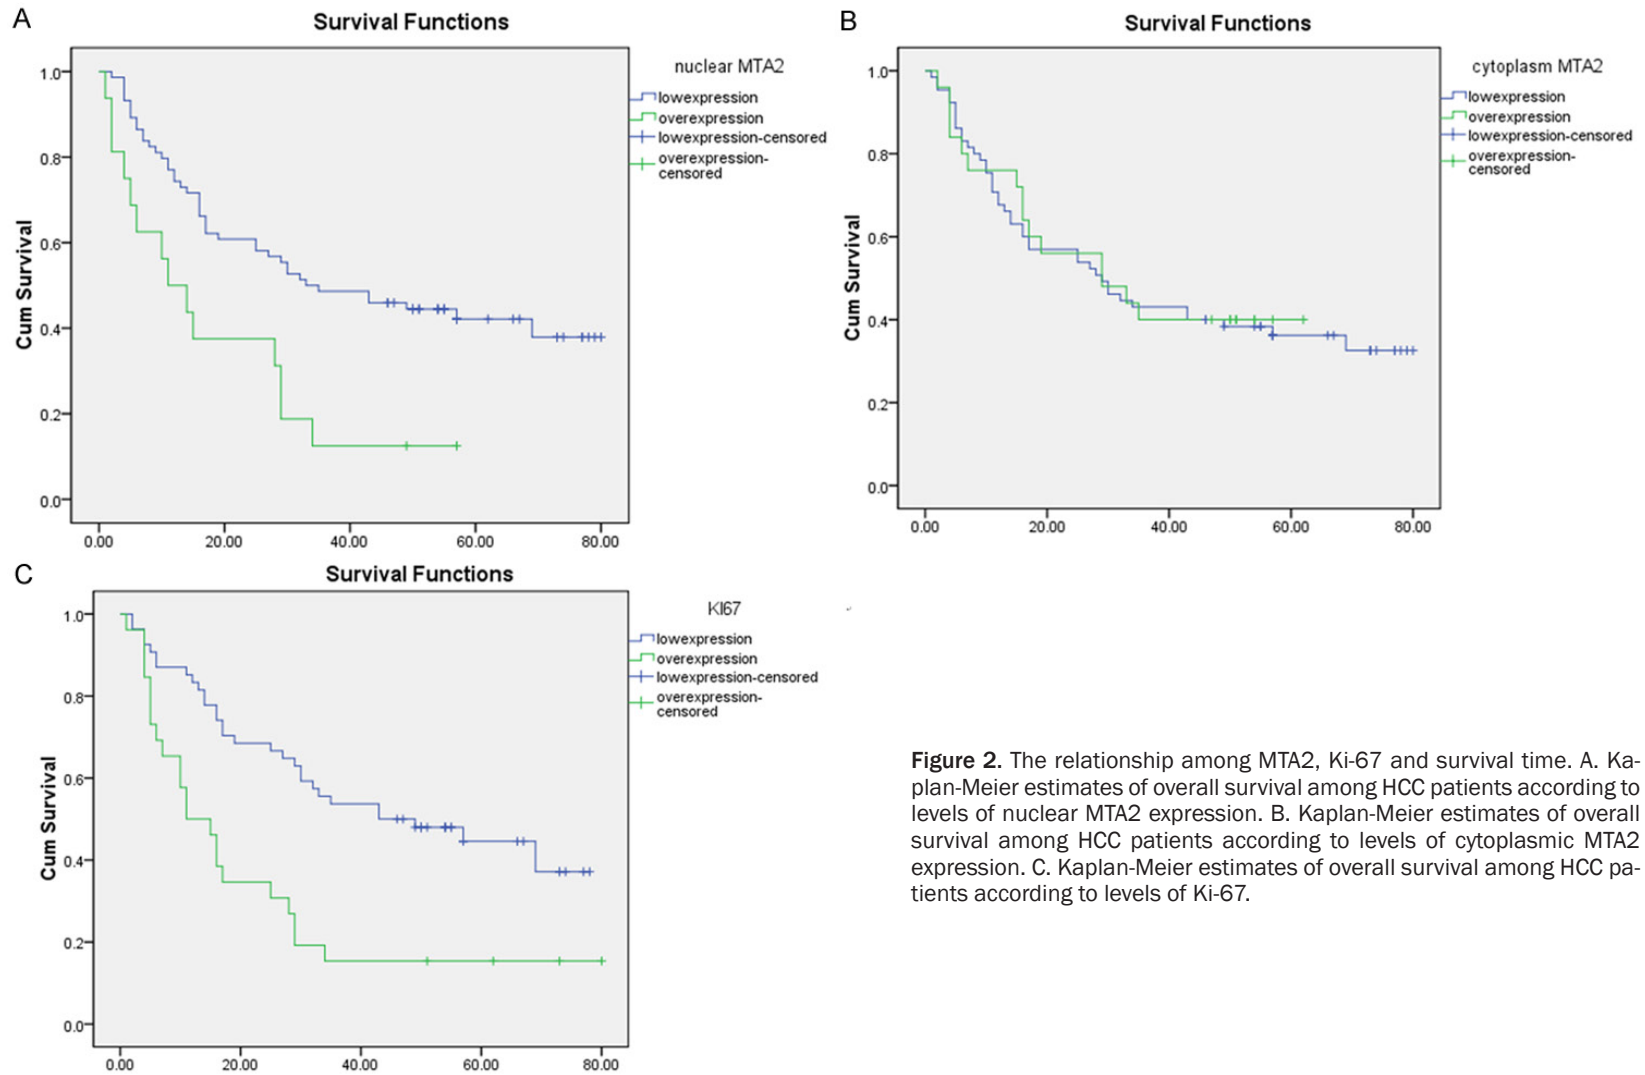 A
Survival Functions
nuclear MTA2
lowexpression
overexpression
lowexpression-censored
overexpression-
censored
Cum Survival
1.0
0.8
0.6
0.4
0.2
0.0
0.00 20.00 40.00 60.00 80.00
B
Survival Functions
cytoplasm MTA2
lowexpression
overexpression
lowexpression-censored
overexpression-
censored
Cum Survival
1.0
0.8
0.6
0.4
0.2
0.0
0.00 20.00 40.00 60.00 80.00
C
Survival Functions
KI67
lowexpression
overexpression
lowexpression-censored
overexpression-
censored
Cum Survival
1.0
0.8
0.6
0.4
0.2
0.0
0.00 20.00 40.00 60.00 80.00
Figure 2. The relationship among MTA2, Ki-67 and survival time. A. Ka-
plan-Meier estimates of overall survival among HCC patients according to
levels of nuclear MTA2 expression. B. Kaplan-Meier estimates of overall
survival among HCC patients according to levels of cytoplasmic MTA2
expression. C. Kaplan-Meier estimates of overall survival among HCC pa-
tients according to levels of Ki-67.